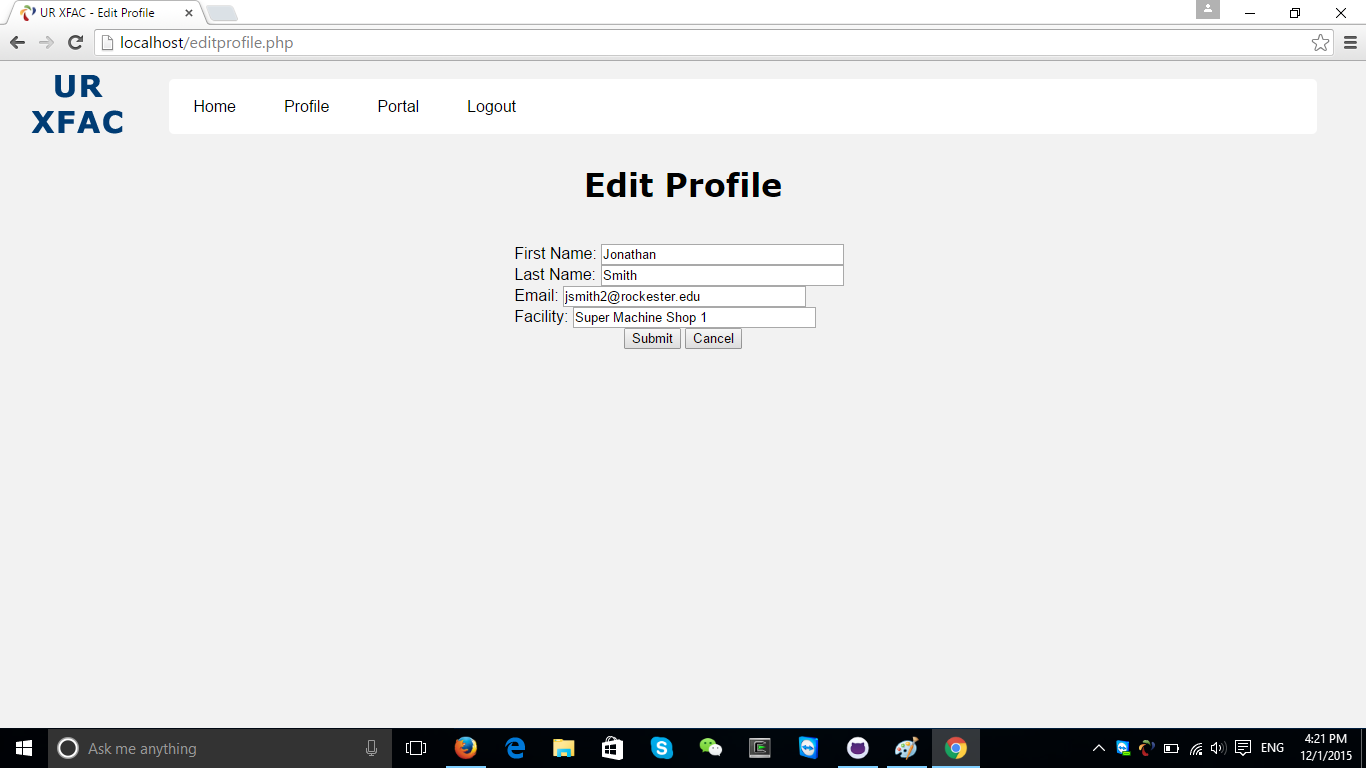 UR XFAC - Edit Profile
localhost/editprofile.php
UR
XFAC
Home Profile Portal Logout
Edit Profile
First Name: Jonathan
Last Name: Smith
Email: jsmith2@rockester.edu
Facility: Super Machine Shop 1
Submit Cancel
Ask me anything
ENG
4:21 PM
12/1/2015